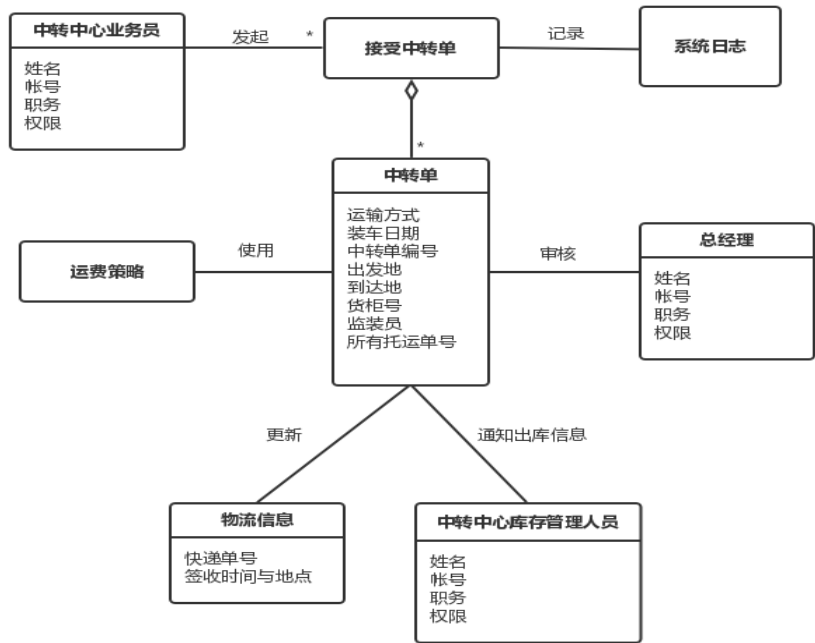 中转中心业务员
姓名
帐号
职务
权限
发起
*
接受中转单
记录
系统日志
*
中转单
运输方式
装车日期
中转单编号
出发地
到达地
货柜号
监装员
所有托运单号
运费策略
使用
审核
总经理
姓名
帐号
职务
权限
更新
通知出库信息
物流信息
快递单号
签收时间与地点
中转中心库存管理人员
姓名
帐号
职务
权限